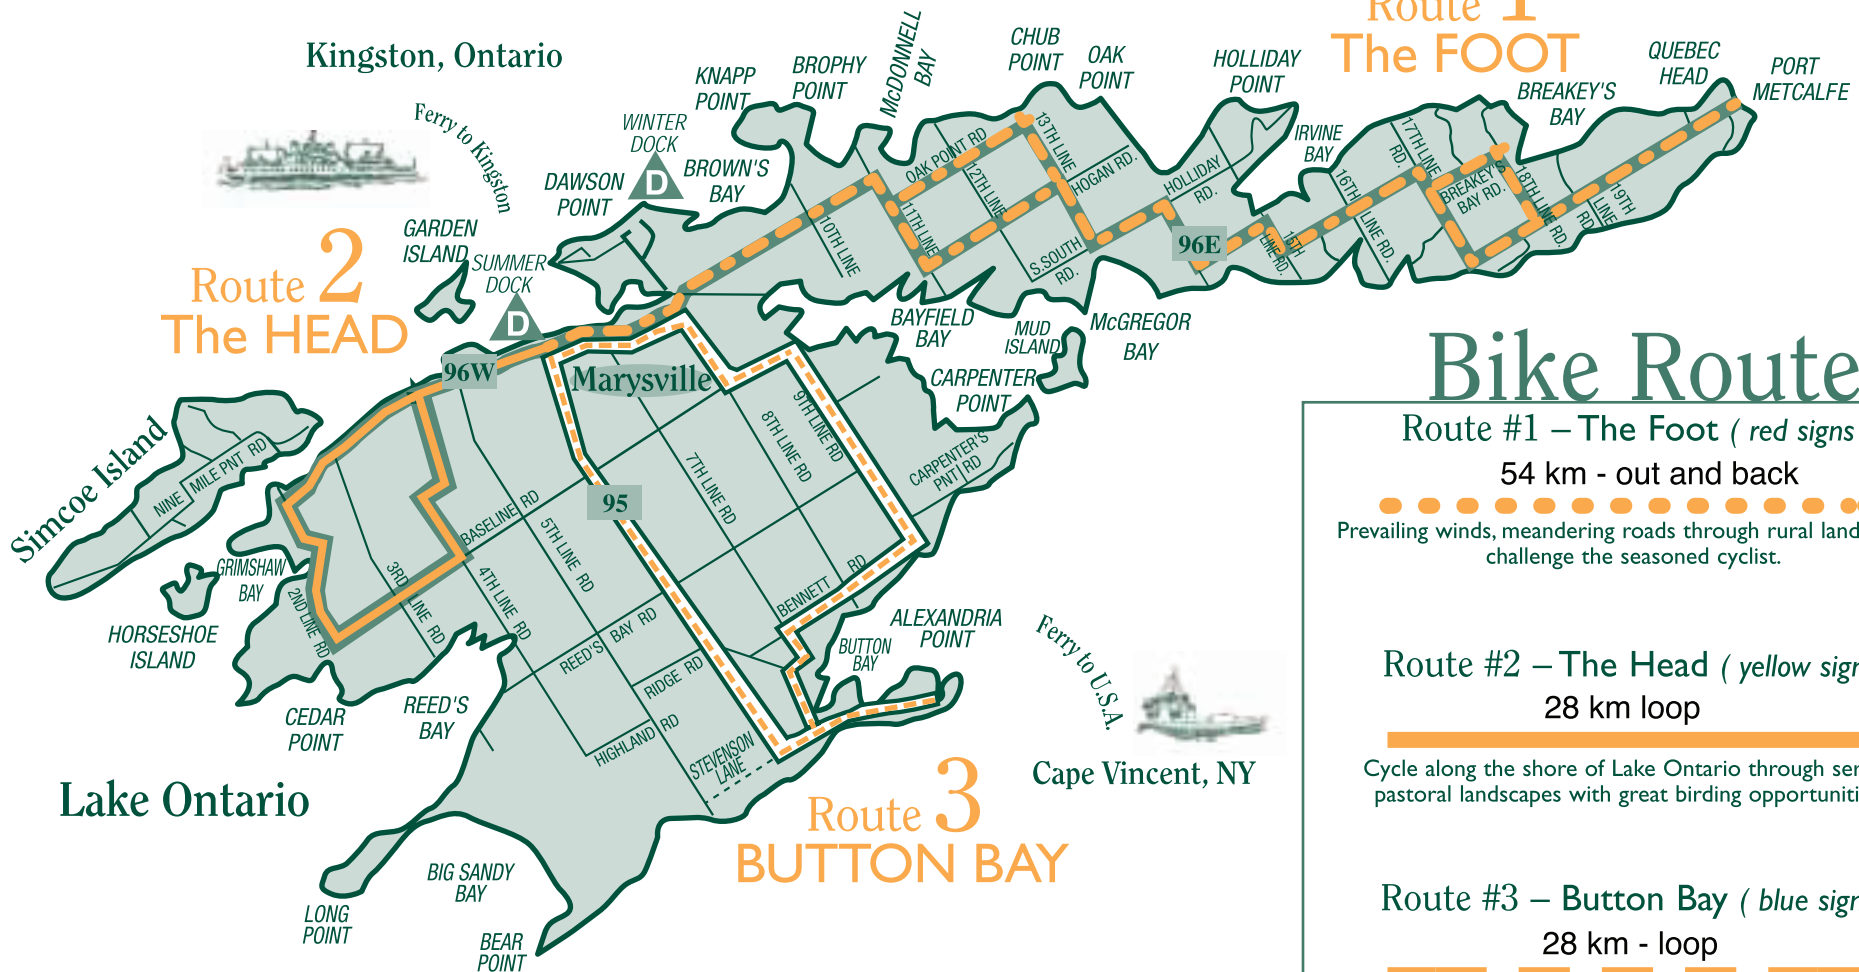 Route 1
The FOOT
Kingston, Ontario
Ferry to Kingston
KNAPP
POINT
BROPHY
POINT
McDONNELL
BAY
CHUB
POINT
OAK
POINT
HOLLIDAY
POINT
QUEBEC
HEAD
PORT
METCALFE
BREAKEY'S
BAY
IRVINE
BAY
WINTER
DOCK
D
BROWN'S
BAY
DAWSON
POINT
GARDEN
ISLAND
SUMMER
DOCK
D
Route 2
The HEAD
OAK POINT RD
13TH LINE
HOGAN RD.
HOLLIDAY
RD.
12TH LINE
11TH LINE
10TH LINE
S.SOUTH
RD.
96E
15TH
LINE RD.
16TH
LINE RD.
17TH LINE
RD.
BREAKEY'S
BAY RD.
18TH LINE
RD.
19TH
LINE
RD
BAYFIELD
BAY
MUD
ISLAND
McGREGOR
BAY
CARPENTER
POINT
96W
Marysville
95
Simcoe Island
NINE MILE PNT RD
GRIMSHAW
BAY
HORSESHOE
ISLAND
2ND LINE RD
3RD LINE RD
4TH LINE RD
5TH LINE RD
BASELINE RD
7TH LINE RD
8TH LINE RD
9TH LINE RD
CARPENTER'S
PNT RD
BENNETT RD
REED'S BAY RD
RIDGE RD
HIGHLAND RD
STEVENSON
LANE
BUTTON
BAY
ALEXANDRIA
POINT
Ferry to U.S.A.
Cape Vincent, NY
CEDAR
POINT
REED'S
BAY
Lake Ontario
BIG SANDY
BAY
LONG
POINT
BEAR
POINT
Route 3
BUTTON BAY
Bike Route
Route #1 – The Foot ( red signs
54 km - out and back
Prevailing winds, meandering roads through rural land
challenge the seasoned cyclist.
Route #2 – The Head ( yellow sign
28 km loop
Cycle along the shore of Lake Ontario through ser
pastoral landscapes with great birding opportuniti
Route #3 – Button Bay ( blue sign
28 km - loop